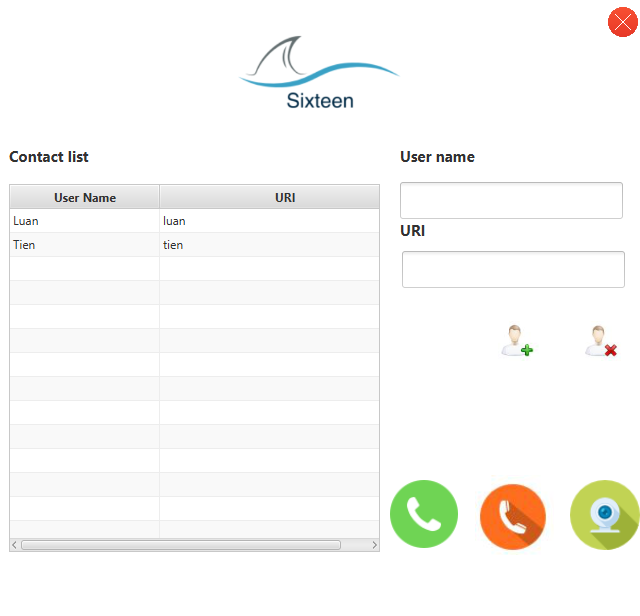 Sixteen
Contact list
User Name URI
Luan luan
Tien tien
User name
URI